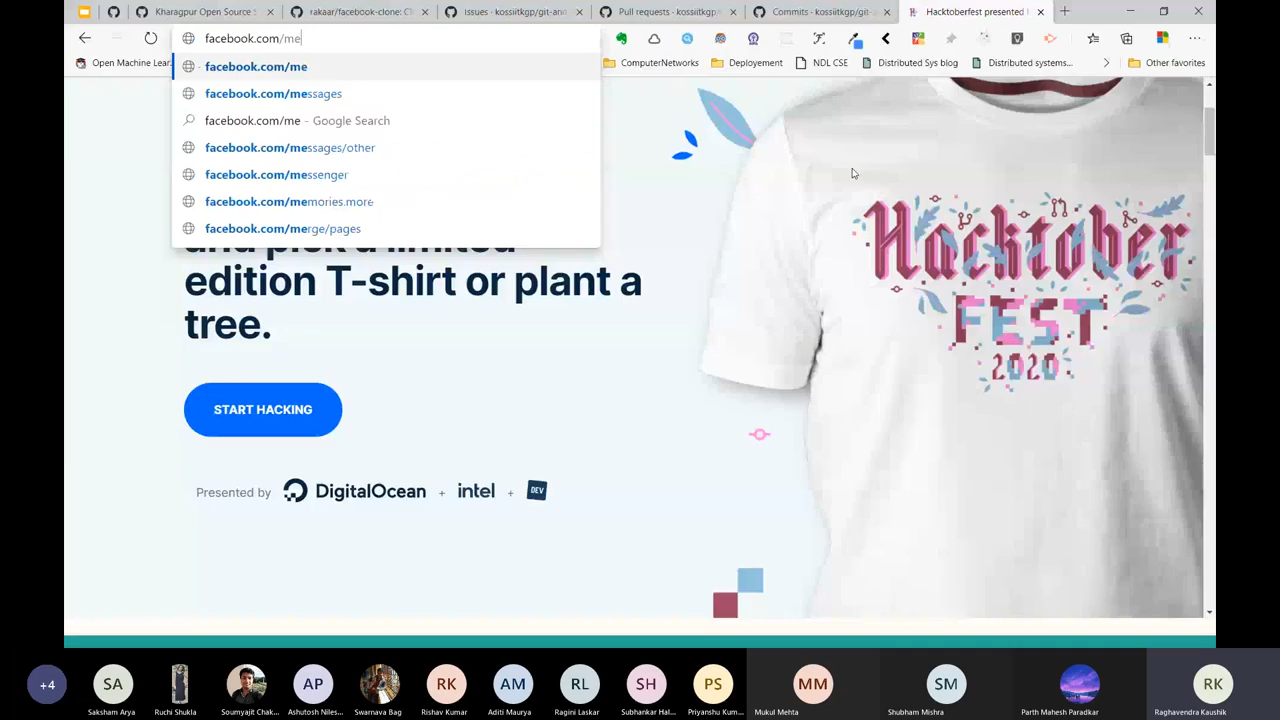 Kharagpur Open Source S
rakaar/facebook-clone: Cl
Issues · kossiitkgp/git-and
Pull requests · kossiitkgp/
Commits · kossiitkgp/git-an
Hacktoberfest presented
facebook.com/me
Open Machine Lear
ComputerNetworks
Deployement
NDL CSE
Distributed Sys blog
Distributed systems...
Other favorites
facebook.com/me
facebook.com/messages
facebook.com/me - Google Search
facebook.com/messages/other
facebook.com/messenger
facebook.com/memories.more
facebook.com/merge/pages
and pick a limited
edition T-shirt or plant a
tree.
START HACKING
Presented by DigitalOcean + intel + DEV
Hacktober
FEST
2020
+4 SA AP RK AM RL SH PS MM SM RK
Saksham Arya
Ruchi Shukla
Soumyajit Chak...
Ashutosh Niles...
Swarnava Bag
Rishav Kumar
Aditi Maurya
Ragini Laskar
Subhankar Hal...
Priyanshu Kum...
Mukul Mehta
Shubham Mishra
Parth Mahesh Paradkar
Raghavendra Kaushik